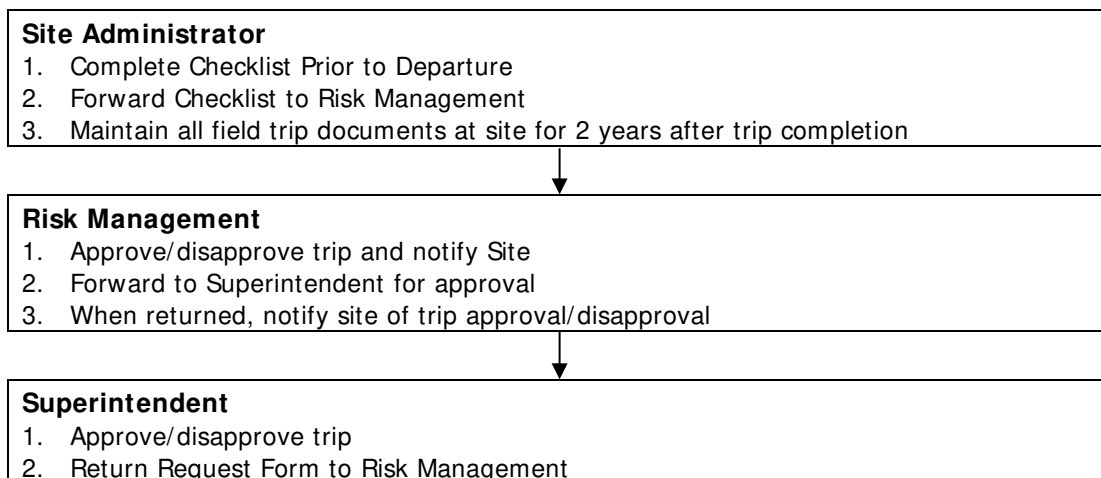 Site Administrator
1. Complete Checklist Prior to Departure
2. Forward Checklist to Risk Management
3. Maintain all field trip documents at site for 2 years after trip completion
Risk Management
1. Approve/disapprove trip and notify Site
2. Forward to Superintendent for approval
3. When returned, notify site of trip approval/disapproval
Superintendent
1. Approve/disapprove trip
2. Return Request Form to Risk Management